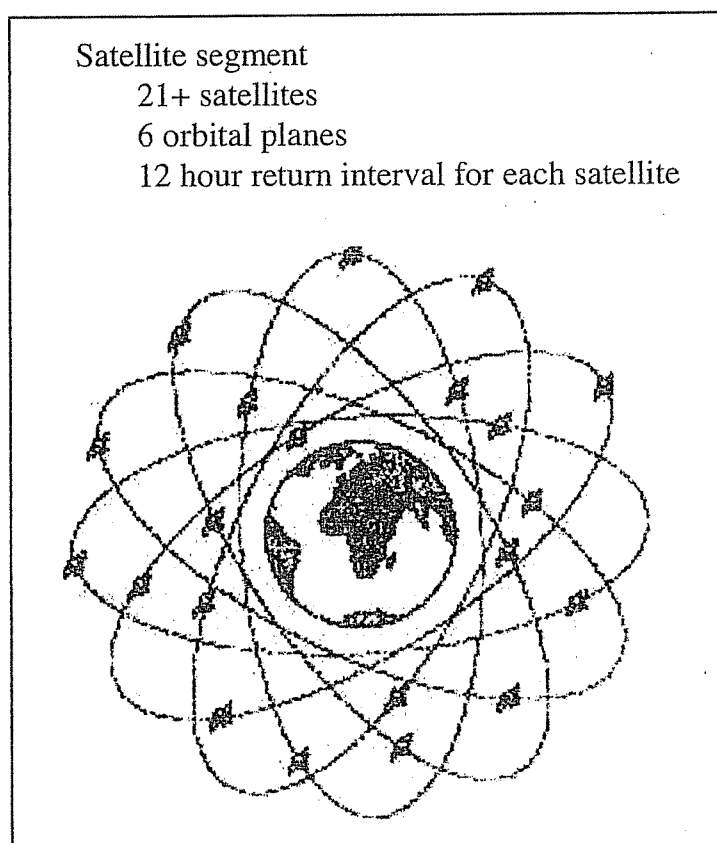 Satellite segment
21+ satellites
6 orbital planes
12 hour return interval for each satellite